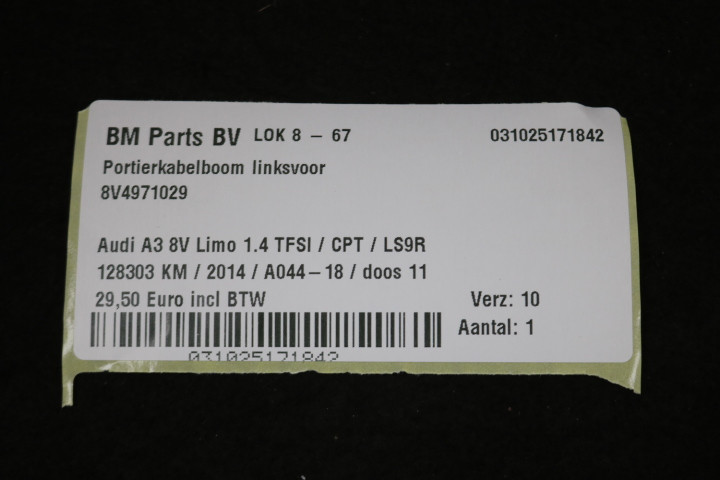 BM Parts BV LOK 8 – 67 031025171842
Portierkabelboom linksvoor
8V4971029
Audi A3 8V Limo 1.4 TFSI / CPT / LS9R
128303 KM / 2014 / A044-18 / doos 11
29,50 Euro incl BTW Verz: 10
Aantal: 1
031025171842